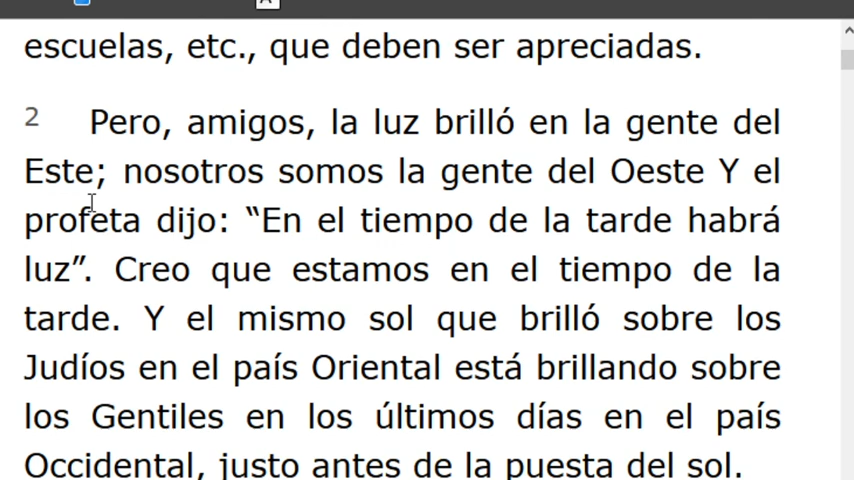 escuelas, etc., que deben ser apreciadas.
2 Pero, amigos, la luz brilló en la gente del
Este; nosotros somos la gente del Oeste Y el
profeta dijo: “En el tiempo de la tarde habrá
luz”. Creo que estamos en el tiempo de la
tarde. Y el mismo sol que brilló sobre los
Judíos en el país Oriental está brillando sobre
los Gentiles en los últimos días en el país
Occidental, justo antes de la puesta del sol.